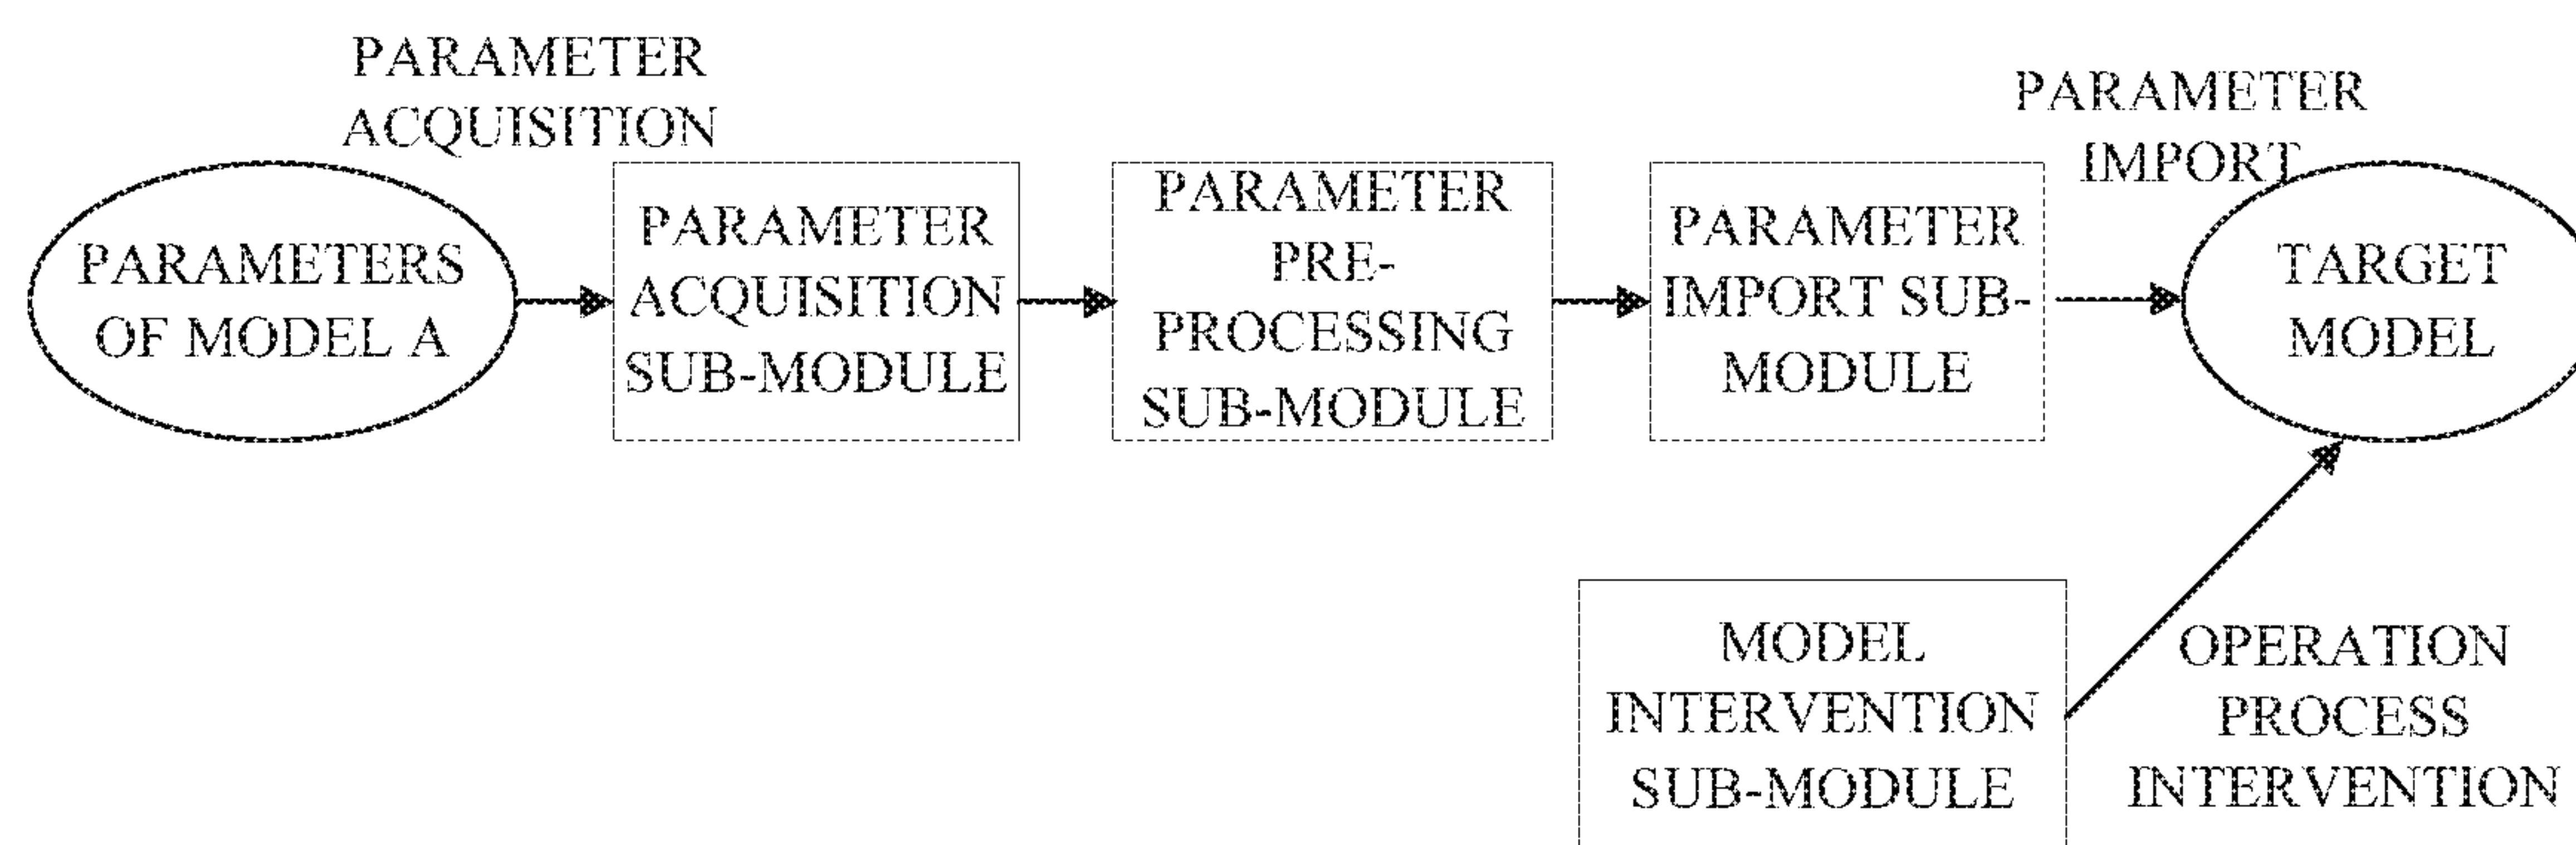 PARAMETER
ACQUISITION
PARAMETER
IMPORT
PARAMETERS
OF MODEL A
PARAMETER
ACQUISITION
SUB-MODULE
PARAMETER
PRE-
PROCESSING
SUB-MODULE
PARAMETER
IMPORT SUB-
MODULE
TARGET
MODEL
MODEL
INTERVENTION
SUB-MODULE
OPERATION
PROCESS
INTERVENTION